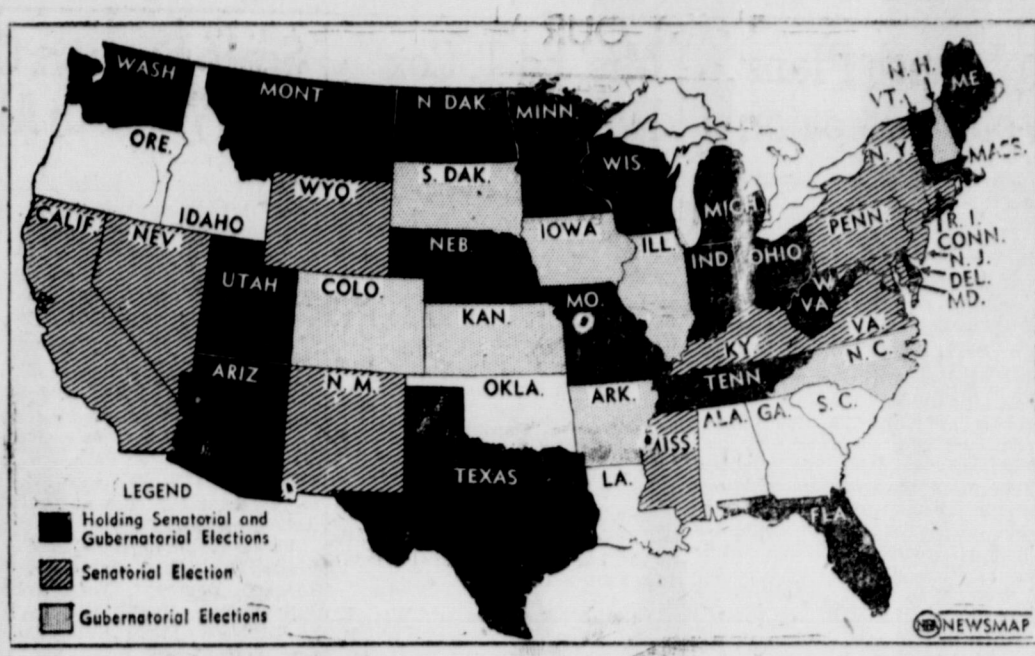 WASH
MONT
N DAK
MINN.
N. H.
VT.
ME
ORE.
IDAHO
WYO.
S. DAK.
WIS.
MICH.
N. Y.
MASS.
CALIF.
NEV.
UTAH
COLO.
NEB
IOWA
ILL.
IND
OHIO
PENN.
R. I.
CONN.
N. J.
DEL.
MD.
KAN.
MO.
W. VA
VA.
KY.
N. C.
ARIZ
N. M.
OKLA.
ARK.
TENN.
S. C.
TEXAS
LA.
MISS
ALA.
GA.
FLA.
LEGEND
Holding Senatorial and
Gubernatorial Elections
Senatorial Election
Gubernatorial Elections
NEA NEWSMAP